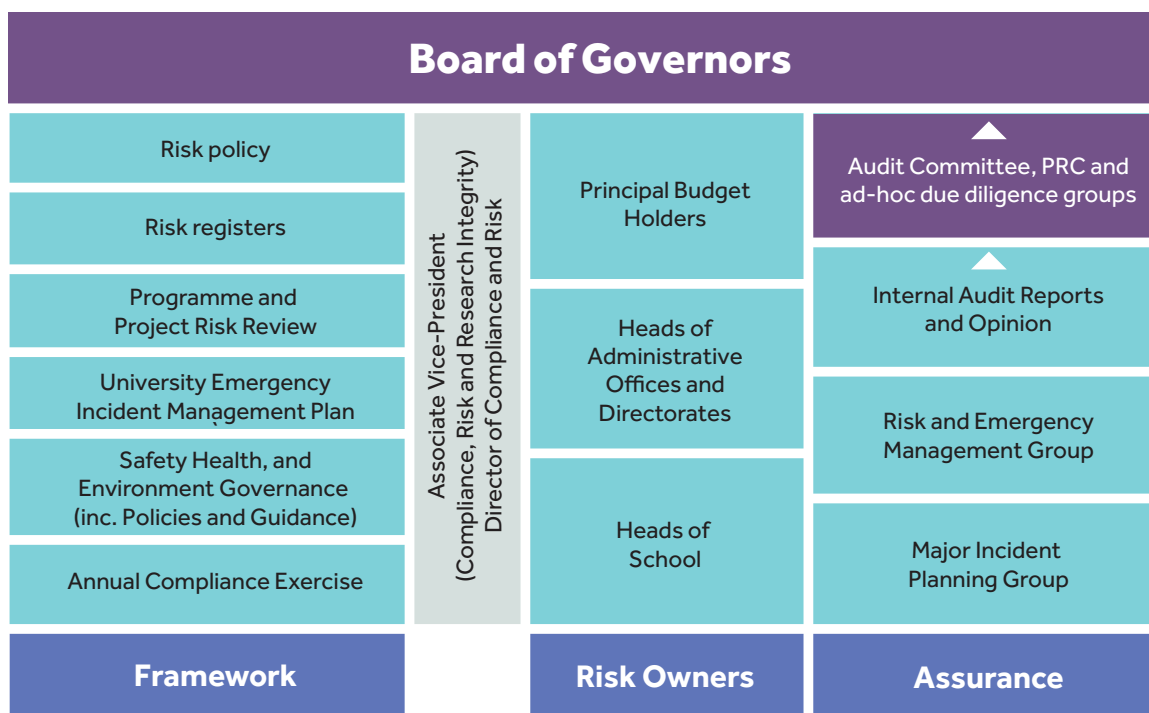 Board of Governors
Risk policy
Risk registers
Programme and
Project Risk Review
University Emergency
Incident Management Plan
Safety Health, and
Environment Governance
(inc. Policies and Guidance)
Annual Compliance Exercise
Framework
Associate Vice-President
(Compliance, Risk and Research Integrity)
Director of Compliance and Risk
Principal Budget
Holders
Heads of
Administrative
Offices and
Directorates
Heads of
School
Risk Owners
Audit Committee, PRC and
ad-hoc due diligence groups
Internal Audit Reports
and Opinion
Risk and Emergency
Management Group
Major Incident
Planning Group
Assurance